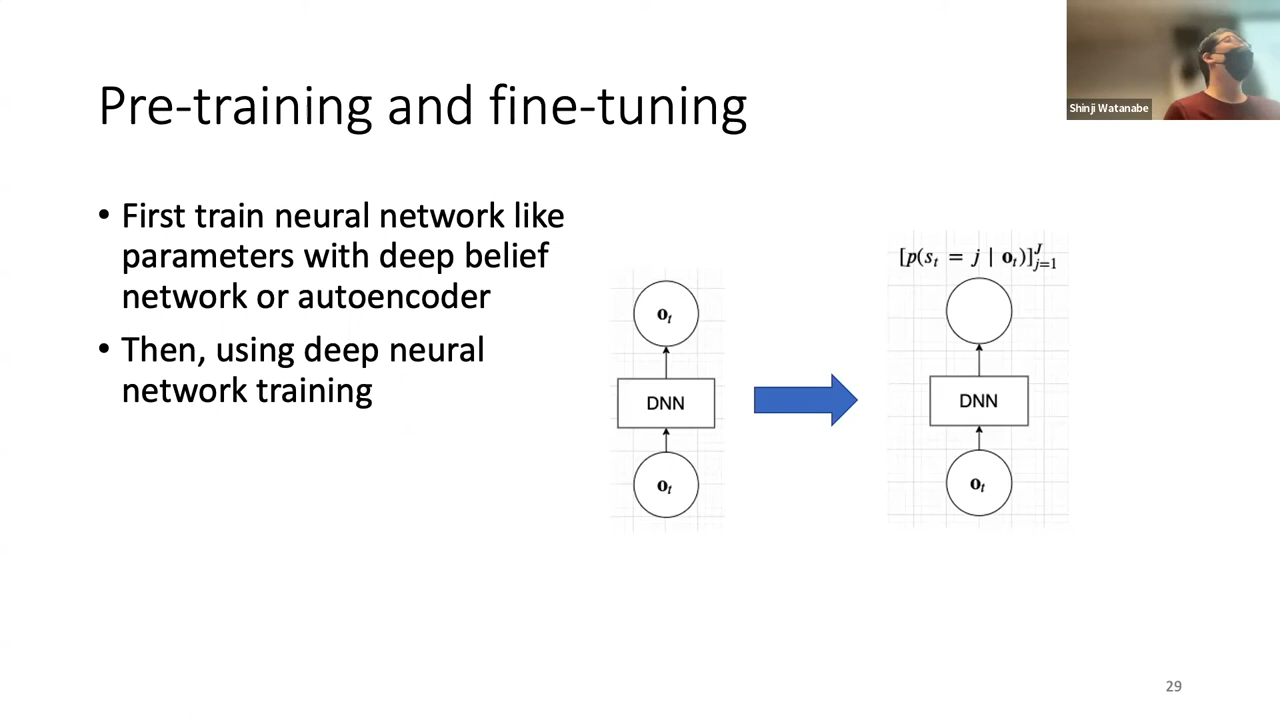 Pre-training and fine-tuning
Shinji Watanabe
• First train neural network like
parameters with deep belief
network or autoencoder
• Then, using deep neural
network training
o_t
DNN
o_t
[p(s_t = j | o_t)]_{j=1}^{J}
DNN
o_t
29